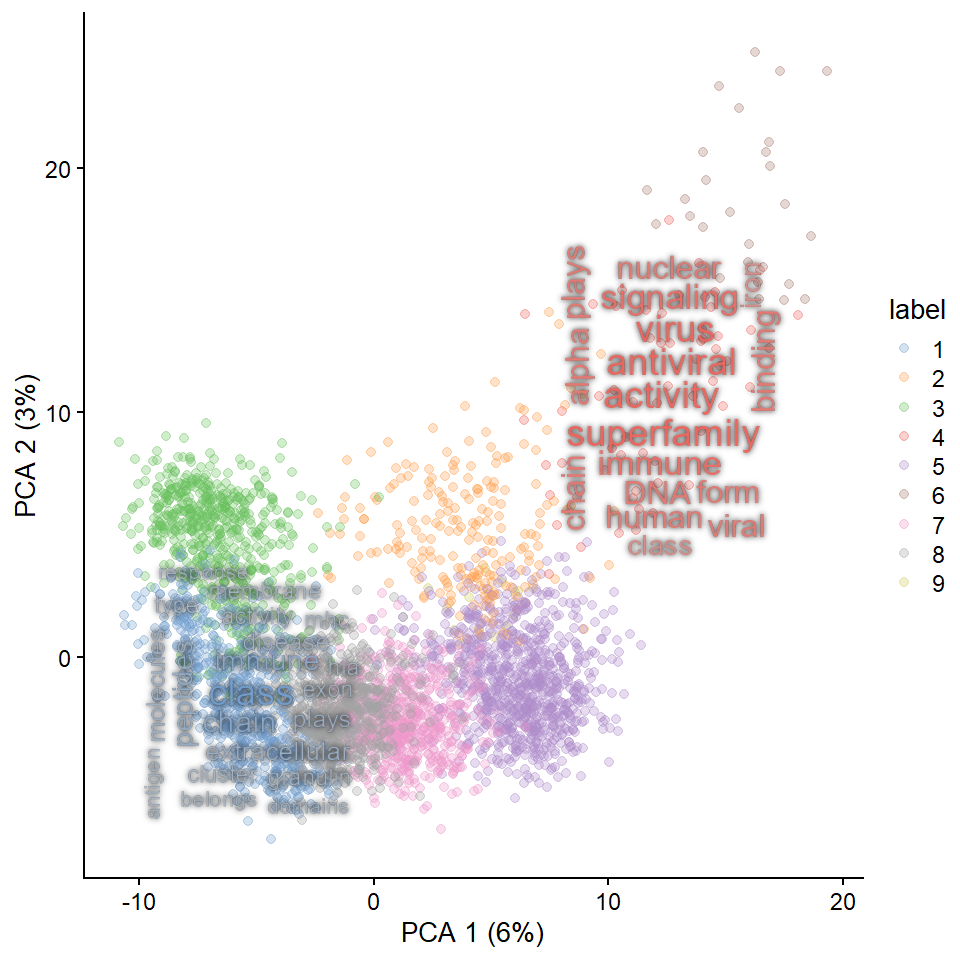 20
10
0
-10
0
10
20
PCA 2 (3%)
PCA 1 (6%)
label
1
2
3
4
5
6
7
8
9
alpha plays
nuclear
signaling
virus
antiviral
activity
superfamily
immune
DNA form
human viral
class
chain
binding iron
response
membrane
type
activity
mhc
disease
immune
hla
class
exon
chain
plays
extracellular
cluster
granulin
belongs
domains
antigen molecules
peptides